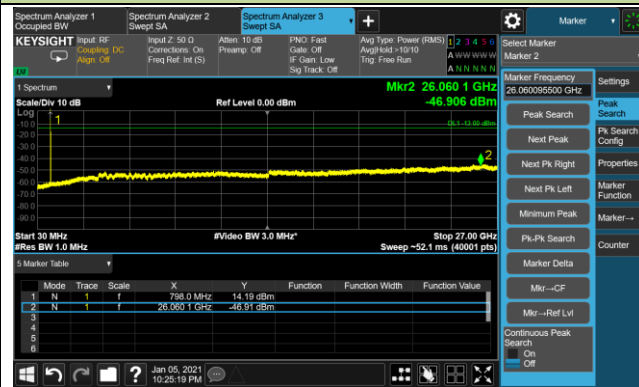 Spectrum Analyzer 1
Occupied BW
Spectrum Analyzer 2
Swept SA
Spectrum Analyzer 3
Swept SA
Marker
KEYSIGHT
Input: RF
Coupling: DC
Align: Off
Input Z: 50 Ω
Corrections: On
Freq Ref: Int (S)
Atten: 10 dB
Preamp: Off
PNO: Fast
Gate: Off
IF Gain: Low
Sig Track: Off
Avg Type: Power (RMS)
Avg|Hold:>10/10
Trig: Free Run
1 2 3 4 5 6
A W W W W W
A N N N N N
Select Marker
Marker 2
1 Spectrum
Mkr2 26.060 1 GHz
-46.906 dBm
Scale/Div 10 dB
Ref Level 0.00 dBm
Log
-10.0
-20.0
-30.0
-40.0
-50.0
-60.0
-70.0
-80.0
-90.0
1
DL1 -13.00 dBm
2
Start 30 MHz
#Res BW 1.0 MHz
#Video BW 3.0 MHz*
Stop 27.00 GHz
Sweep ~52.1 ms (40001 pts)
5 Marker Table
Mode Trace Scale X Y Function Function Width Function Value
1 N 1 f 798.0 MHz 14.19 dBm
2 N 1 f 26.060 1 GHz -46.91 dBm
3
4
5
6
Marker Frequency
26.060095500 GHz
Peak Search
Next Peak
Next Pk Right
Next Pk Left
Minimum Peak
Pk-Pk Search
Marker Delta
Mkr→CF
Mkr→Ref Lvl
Continuous Peak
Search
On
Off
Settings
Peak
Search
Pk Search
Config
Properties
Marker
Function
Marker→
Counter
Jan 05, 2021
10:25:19 PM